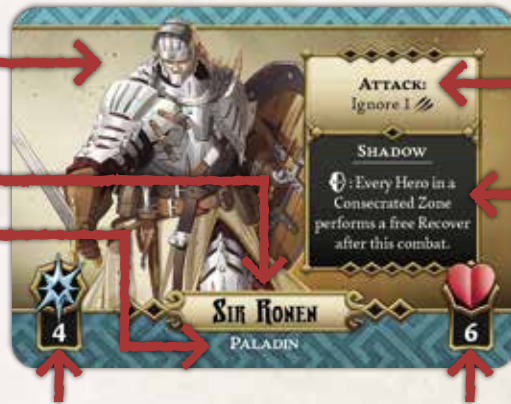 ATTACK:
Ignore 1
SHADOW
: Every Hero in a
Consecrated Zone
performs a free Recover
after this combat.
4
SIR RONEN
6
PALADIN